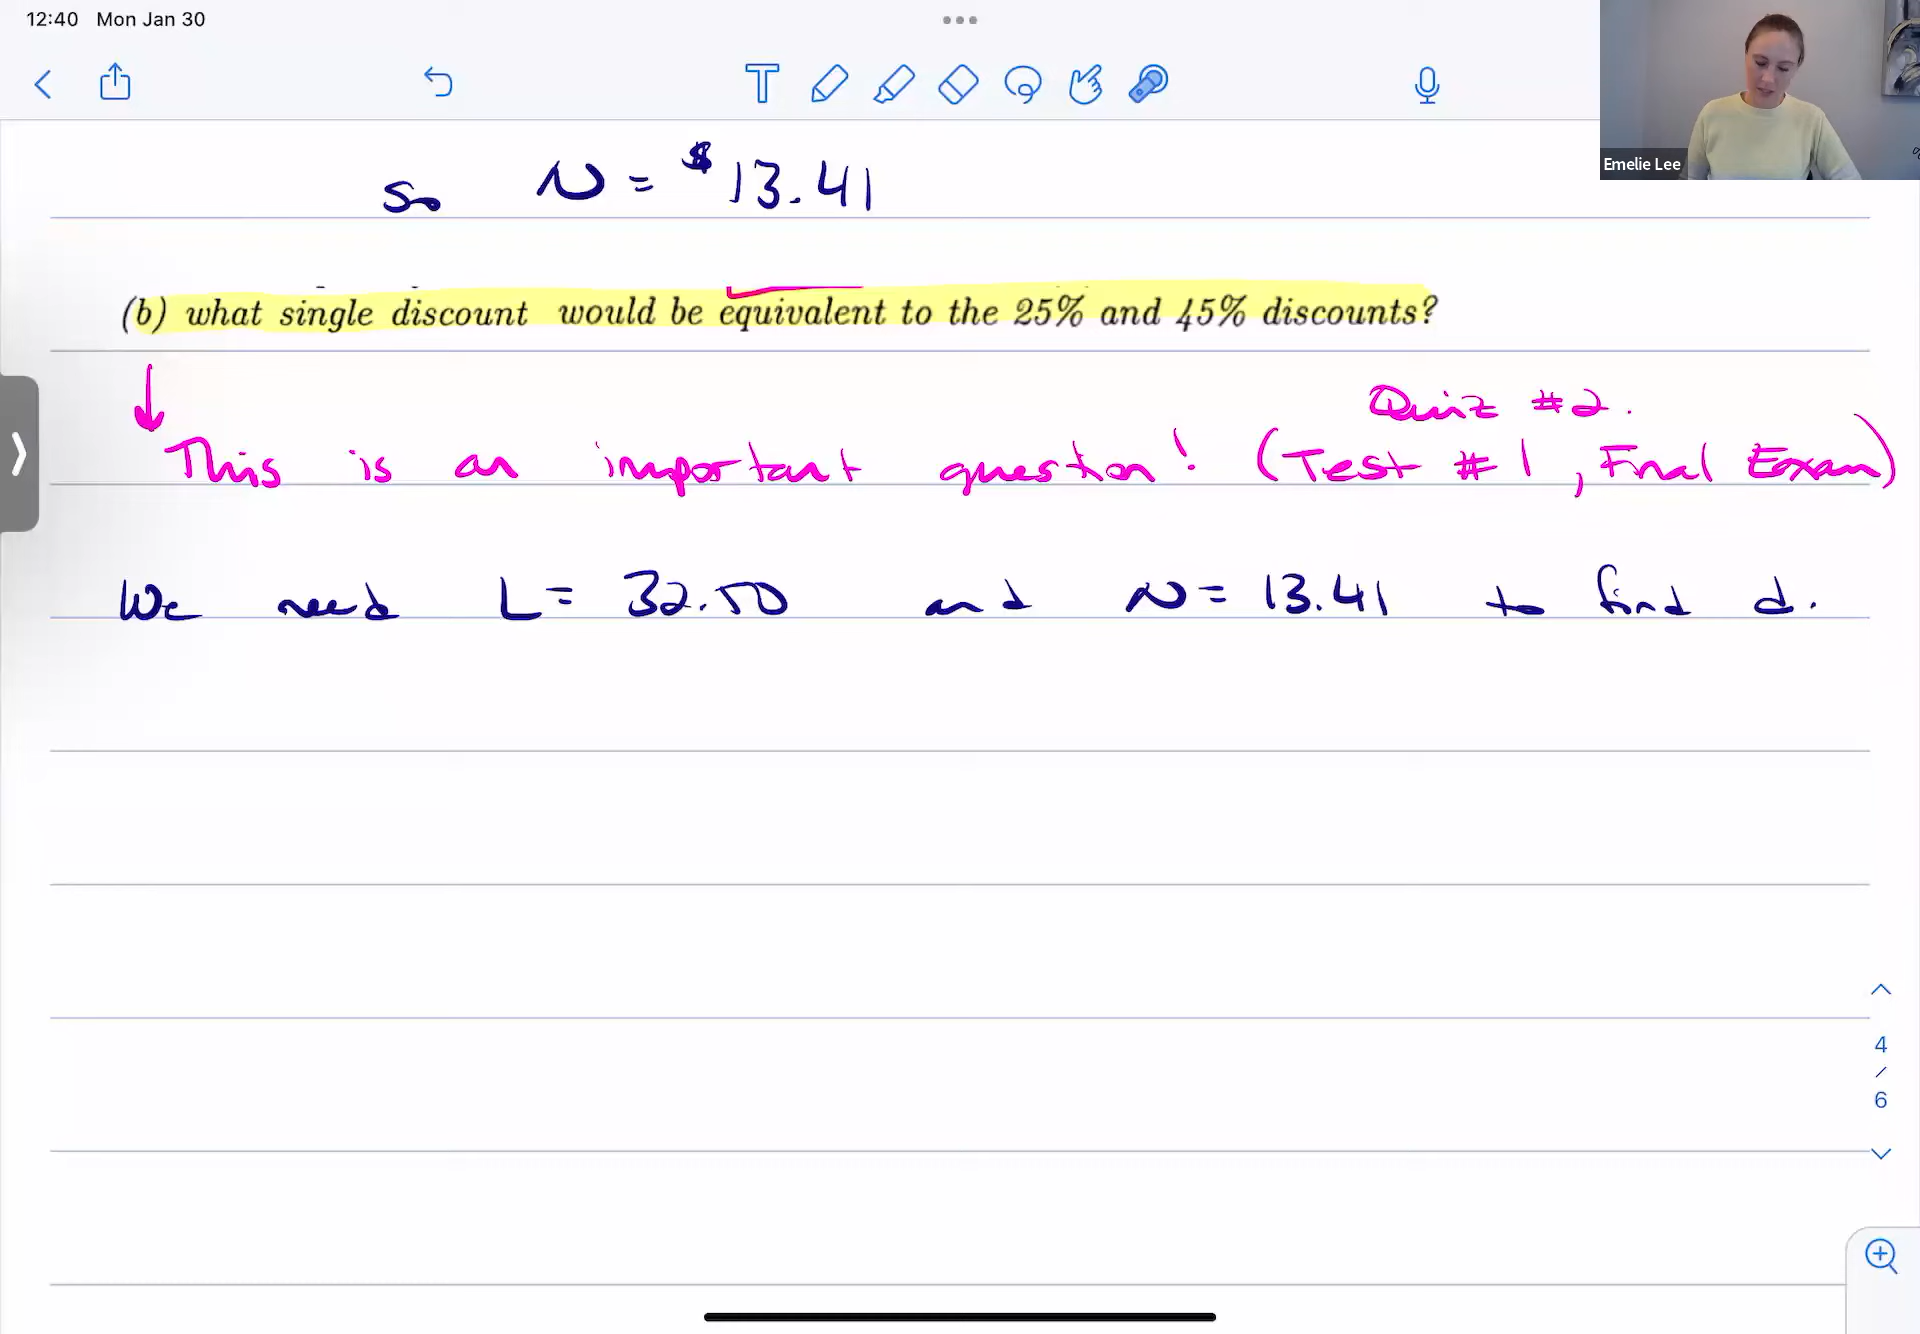 12:40 Mon Jan 30
Emelie Lee
So N = $13.41
(b) what single discount would be equivalent to the 25% and 45% discounts?
Quiz #2.
This is an important question! (Test #1, Final Exam)
We need L = 32.50 and N = 13.41 to find d.
4
/
6